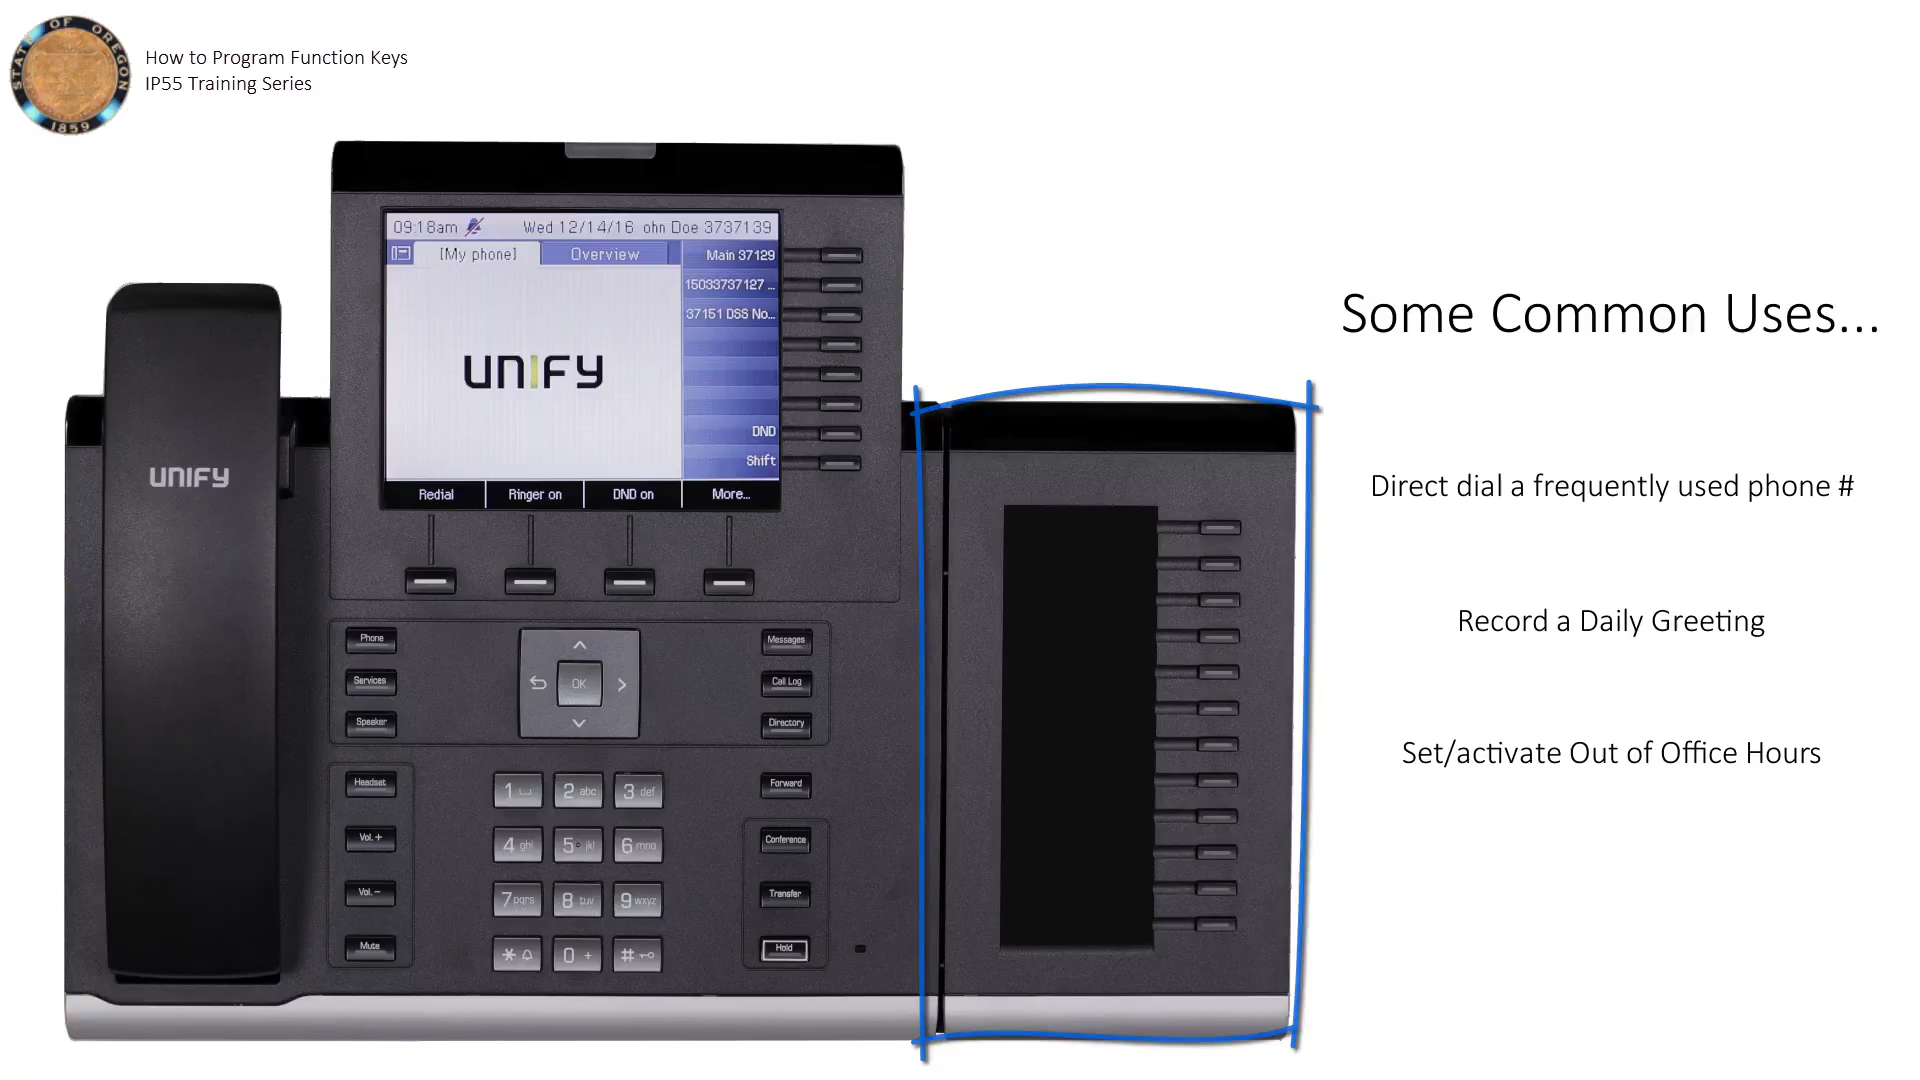 STATE OF OREGON
1859
How to Program Function Keys
IP55 Training Series
09:18am Wed 12/14/16 ohn Doe 3737139
[My phone] Overview Main 37129
15033737127 ...
37151 DSS No...
UNIFY
DND
Shift
Redial Ringer on DND on More...
UNIFY
Some Common Uses...
Direct dial a frequently used phone #
Record a Daily Greeting
Set/activate Out of Office Hours
Phone
Services
Speaker
OK
Messages
Call Log
Directory
Headset
Vol. +
Vol. -
Mute
1 2 abc 3 def
4 ghi 5 jkl 6 mno
7 pqrs 8 tuv 9 wxyz
* 0 + #
Forward
Conference
Transfer
Hold